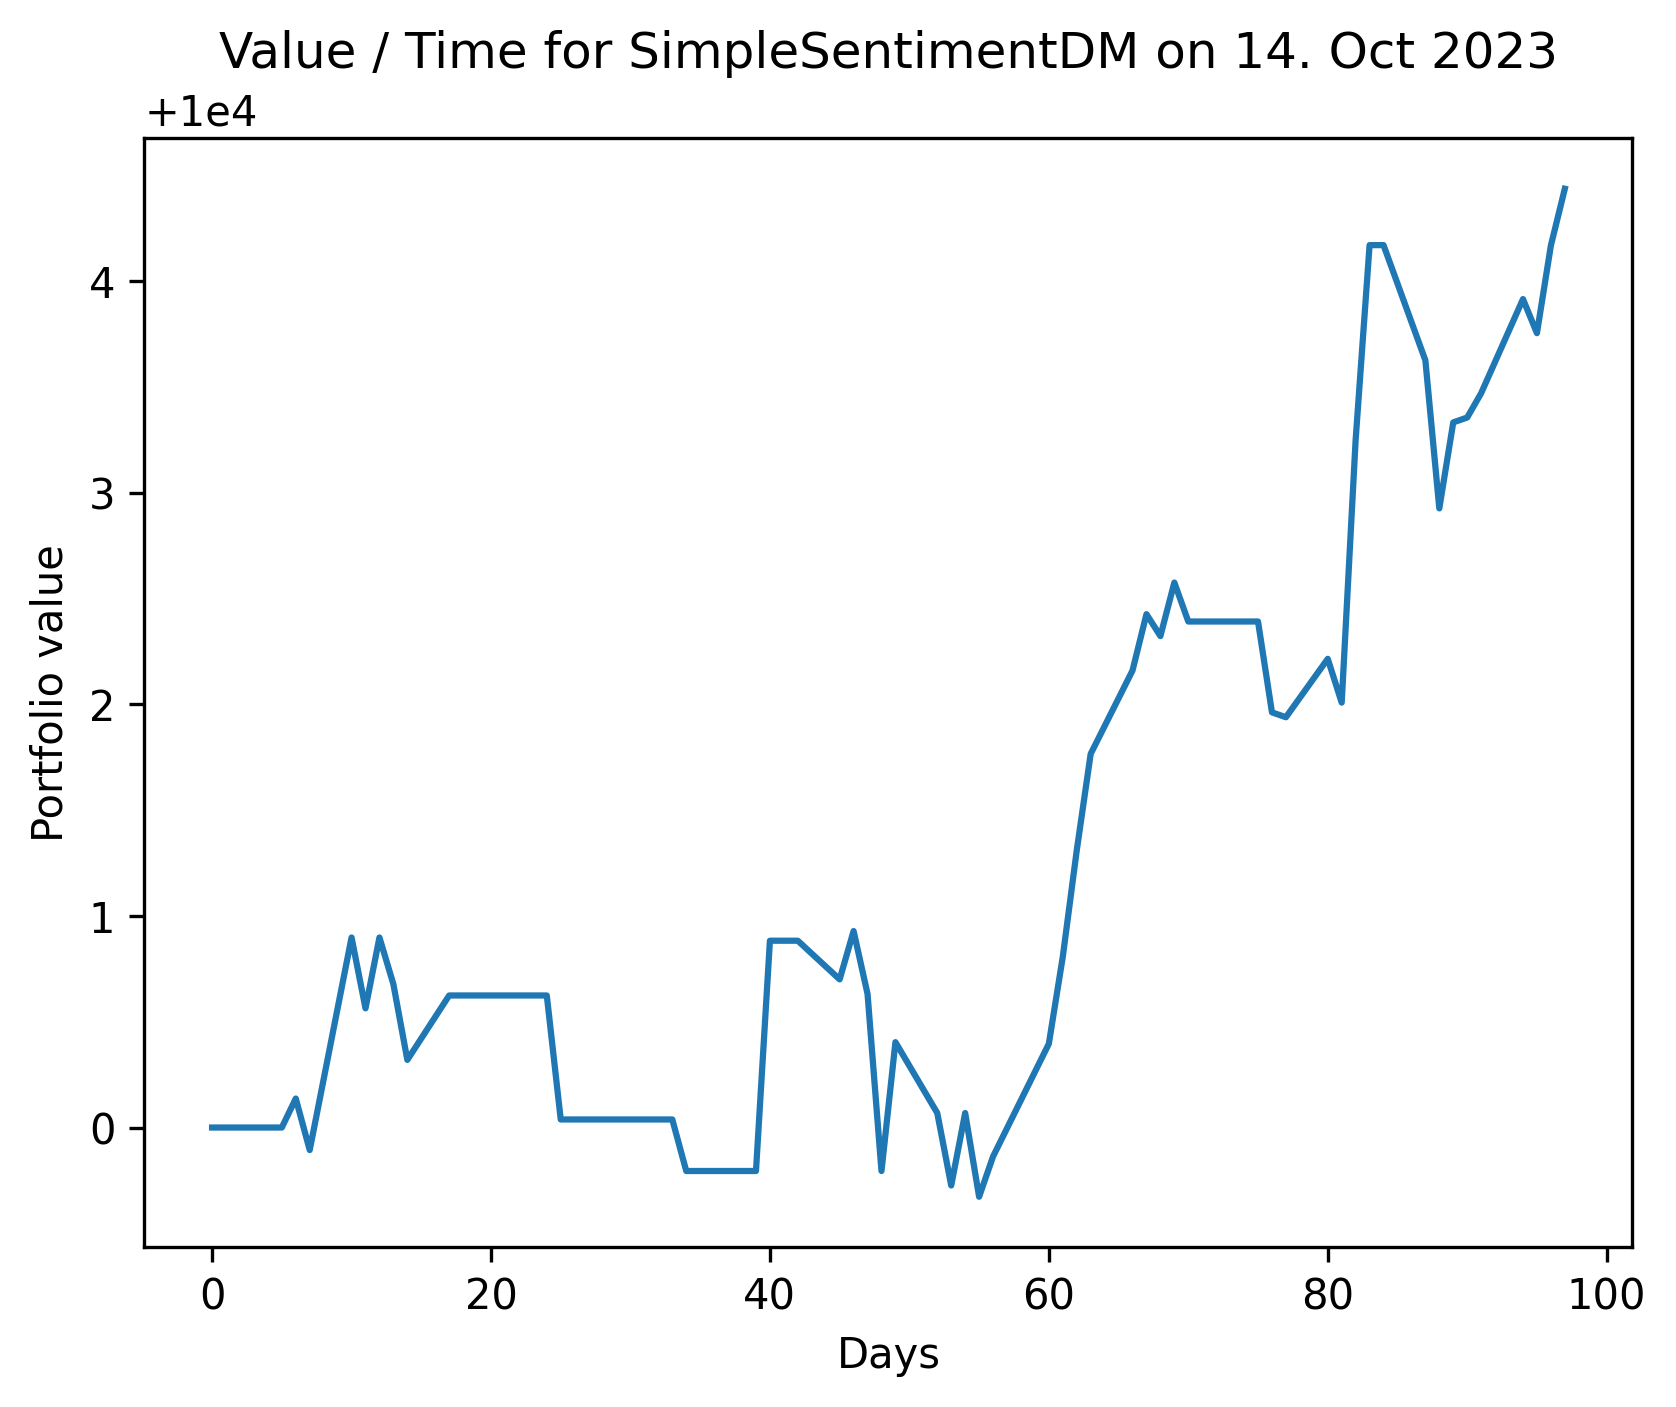 Value / Time for SimpleSentimentDM on 14. Oct 2023
+1e4
4
3
2
1
0
Portfolio value
0 20 40 60 80 100
Days